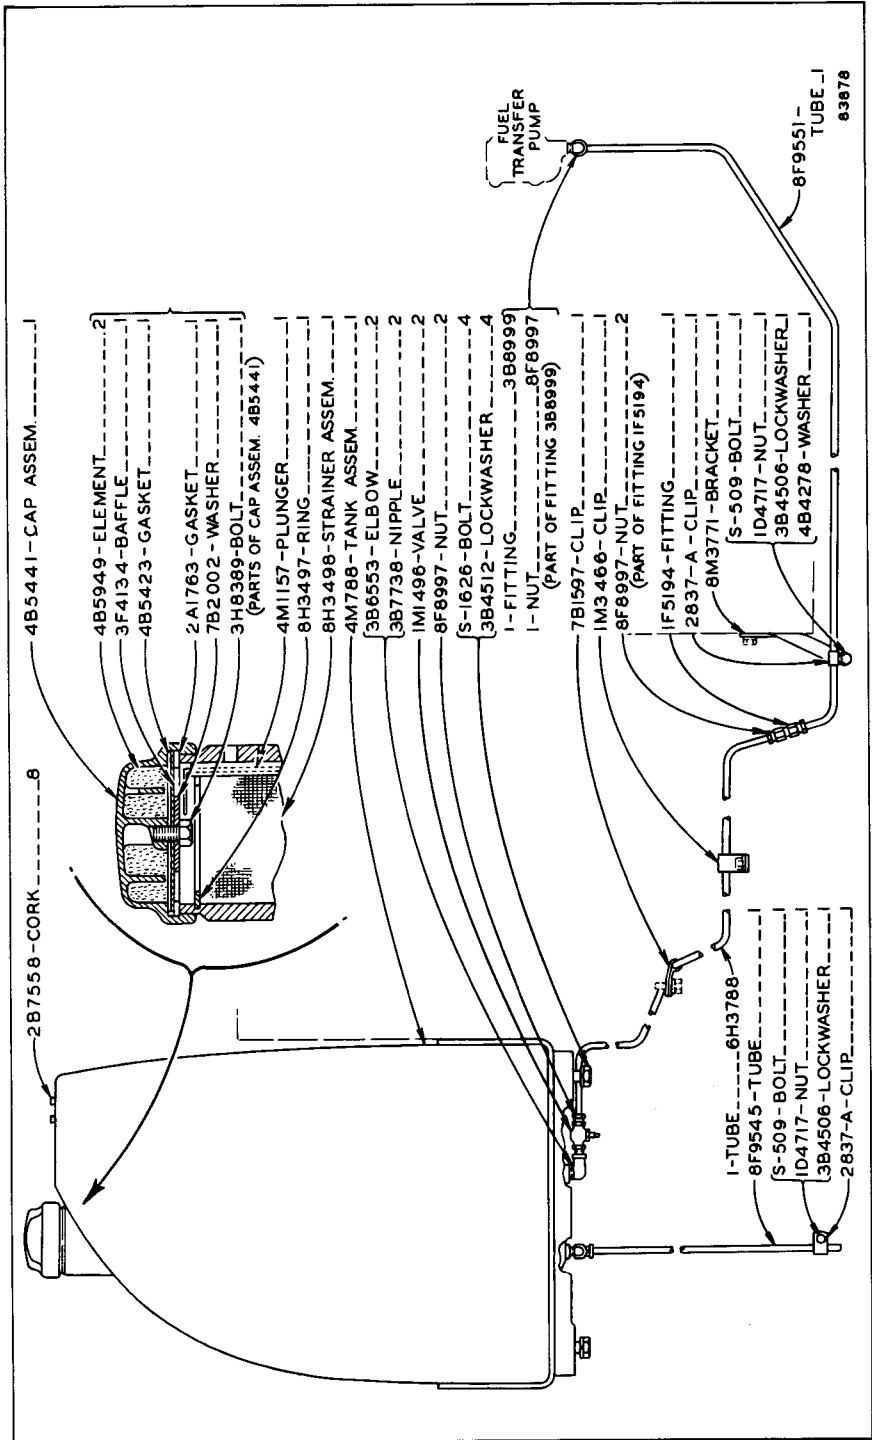 2B7558-CORK 8
4B5441-CAP ASSEM. 1
4B5949-ELEMENT 2
3F4134-BAFFLE 1
4B5423-GASKET 1
2A1763-GASKET 1
7B2002-WASHER 1
3H8389-BOLT 1
(PARTS OF CAP ASSEM. 4B5441)
4M1157-PLUNGER 1
8H3497-RING 1
8H3498-STRAINER ASSEM. 1
4M788-TANK ASSEM. 1
3B6553-ELBOW 2
3B7738-NIPPLE 2
1M1496-VALVE 2
8F8997-NUT 2
S-1626-BOLT 4
3B4512-LOCKWASHER 4
1-FITTING 3B8999
1-NUT 8F8997
(PART OF FITTING 3B8999)
7B1597-CLIP 1
1M3466-CLIP 1
8F8997-NUT 2
(PART OF FITTING 1F5194)
1F5194-FITTING 1
2837-A-CLIP 1
8M3771-BRACKET 1
S-509-BOLT 1
1D4717-NUT 1
3B4506-LOCKWASHER 1
4B4278-WASHER 1
FUEL
TRANSFER
PUMP
8F9551-
TUBE 1
83878
1-TUBE 6H3788
8F9545-TUBE 1
S-509-BOLT 1
1D4717-NUT 1
3B4506-LOCKWASHER 1
2837-A-CLIP 1